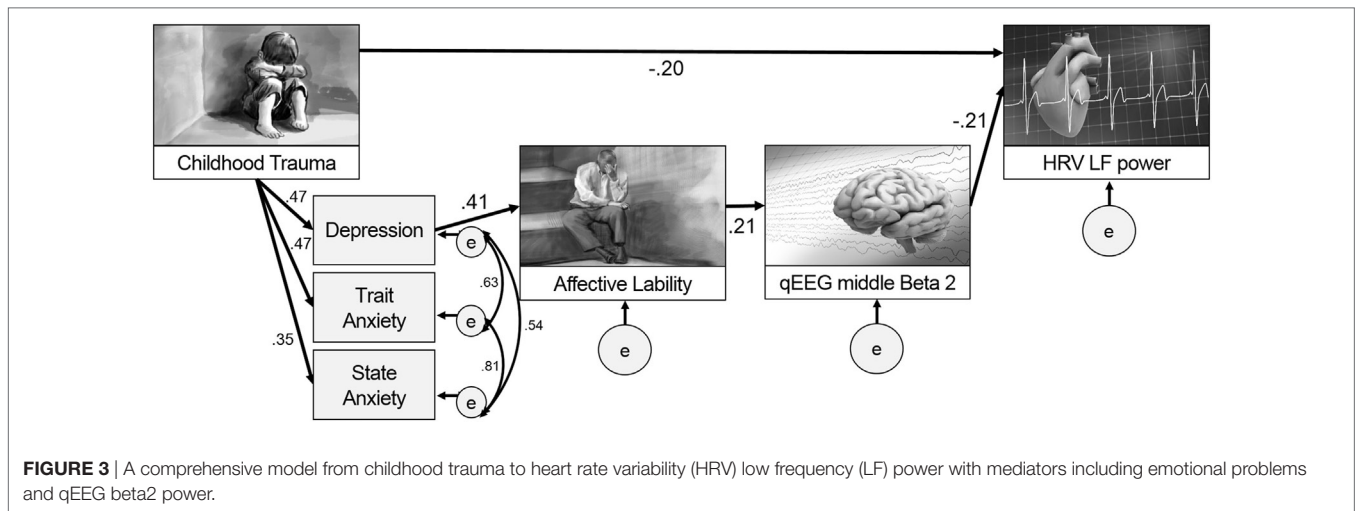 -.20
Childhood Trauma
HRV LF power
-.21
e
.47
.47
.35
Depression
Trait
Anxiety
State
Anxiety
e
e
e
.63
.54
.81
.41
Affective Lability
e
.21
qEEG middle Beta 2
e
FIGURE 3 | A comprehensive model from childhood trauma to heart rate variability (HRV) low frequency (LF) power with mediators including emotional problems
and qEEG beta2 power.